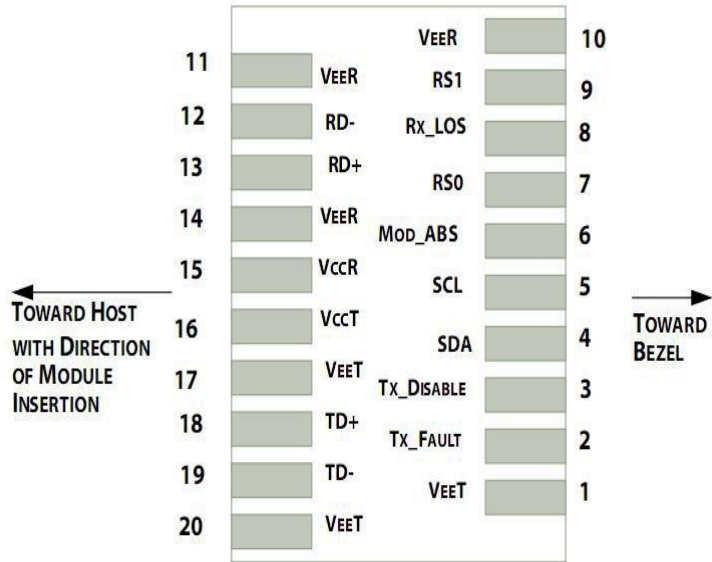 VEER 10
11 VEER
RS1 9
12 RD-
RX_LOS 8
13 RD+
RS0 7
14 VEER
MOD_ABS 6
15 VCCR
SCL 5
TOWARD HOST
WITH DIRECTION
OF MODULE
INSERTION
16 VCCT
SDA 4
TOWARD
BEZEL
17 VEET
TX_DISABLE 3
18 TD+
TX_FAULT 2
19 TD-
VEET 1
20 VEET